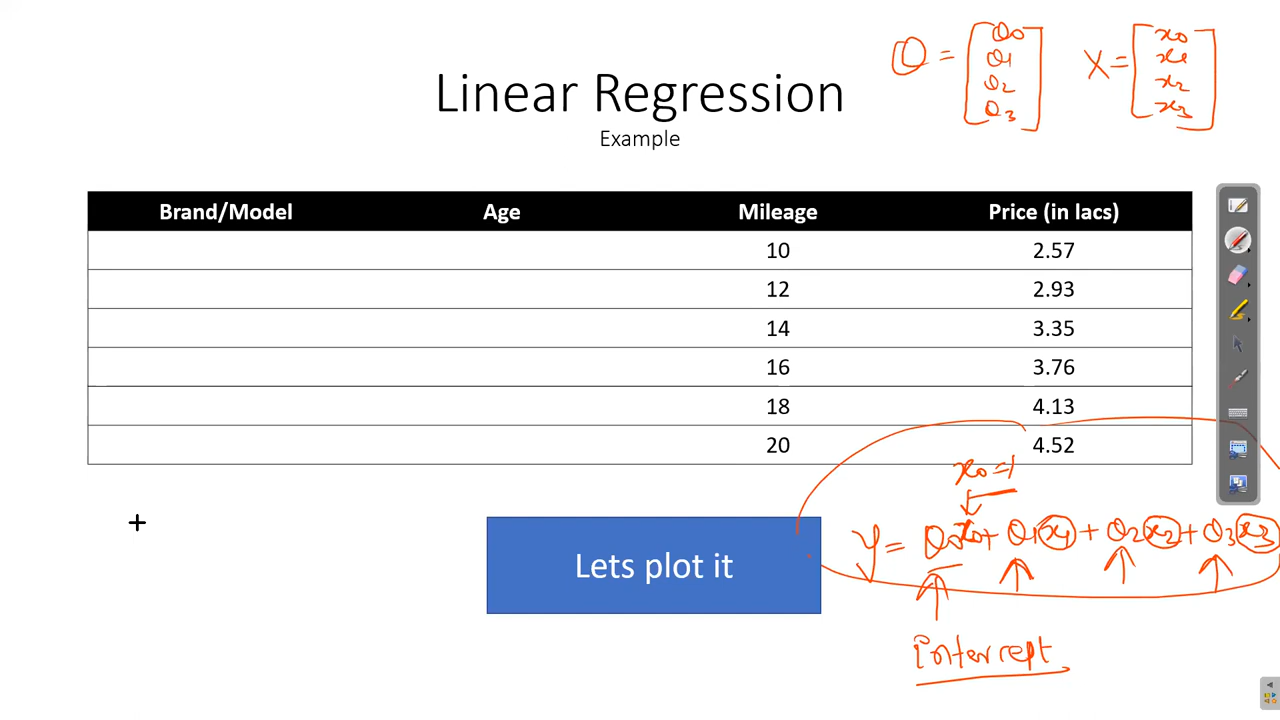 θ = [θ0 θ1 θ2 θ3] X = [x0 x1 x2 x3]
Linear Regression
Example
Brand/Model Age Mileage Price (in lacs)
10 2.57
12 2.93
14 3.35
16 3.76
18 4.13
20 4.52
x0 = 1
Y = θ0x0 + θ1x1 + θ2x2 + θ3x3
Lets plot it
Intercept